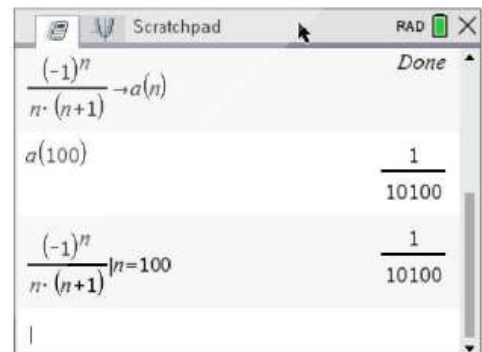 Scratchpad RAD
(-1)ⁿ
n· (n+1) →a(n) Done
a(100) 1
10100
(-1)ⁿ
n· (n+1) |n=100 1
10100